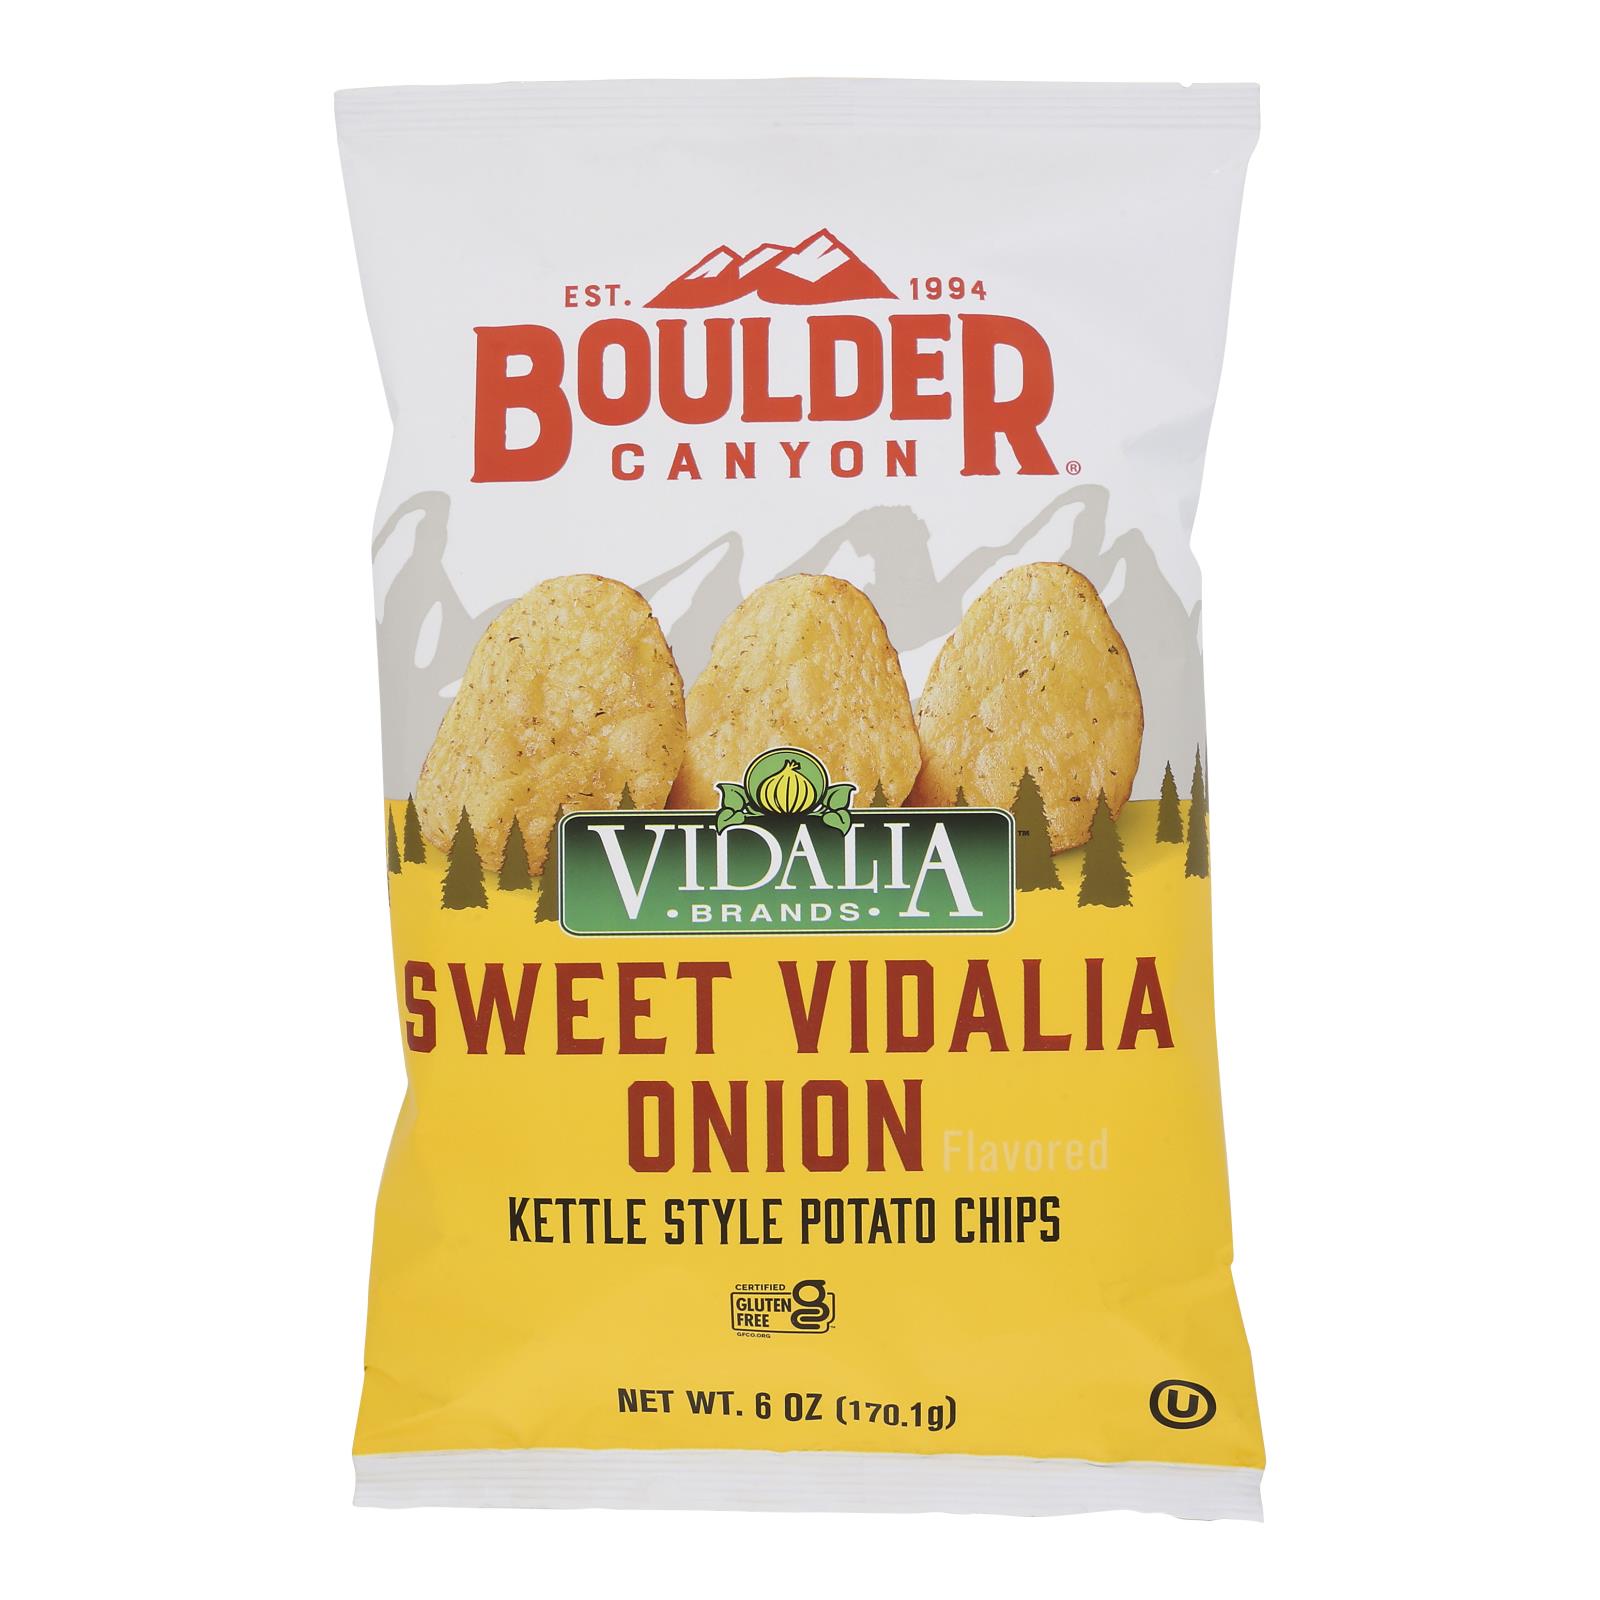 EST. 1994
BOULDER
CANYON ®
VIDALIA ™
• BRANDS •
SWEET VIDALIA
ONION Flavored
KETTLE STYLE POTATO CHIPS
CERTIFIED
GLUTEN
FREE
GFCO.ORG
NET WT. 6 OZ (170.1g)
U